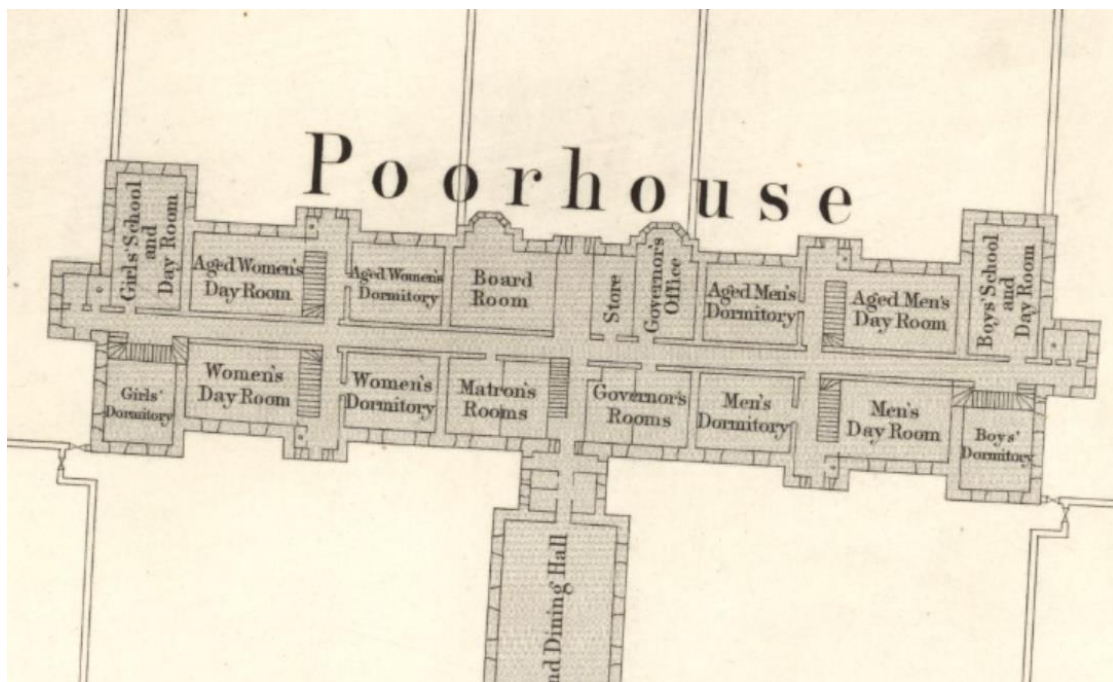 Poorhouse
Girls' School
and
Day Room
Aged Women's
Day Room
Aged Women's
Dormitory
Board
Room
Store
Governor's
Office
Aged Men's
Dormitory
Aged Men's
Day Room
Boys' School
and
Day Room
Girls'
Dormitory
Women's
Day Room
Women's
Dormitory
Matron's
Rooms
Governor's
Rooms
Men's
Dormitory
Men's
Day Room
Boys'
Dormitory
nd Dining Hall